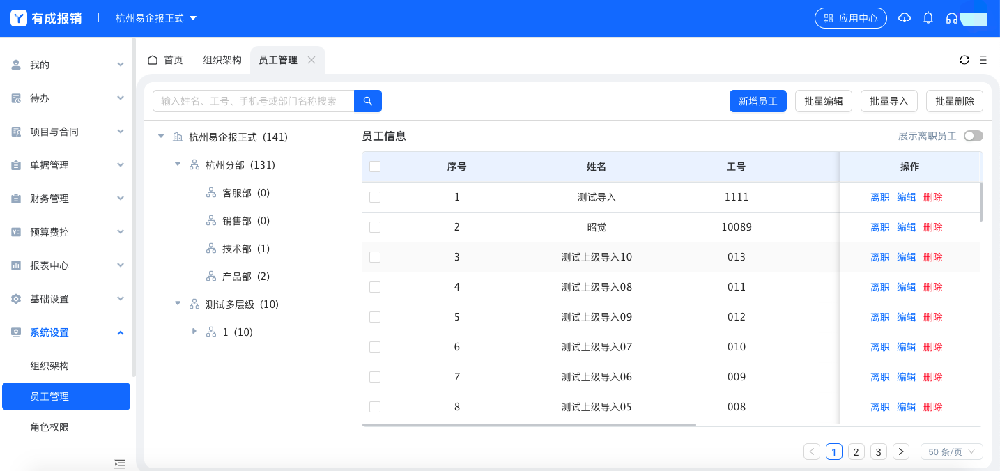 有成报销 杭州易企报正式 应用中心
首页 组织架构 员工管理
我的
待办
项目与合同
单据管理
财务管理
预算费控
报表中心
基础设置
系统设置
组织架构
员工管理
角色权限
输入姓名、工号、手机号或部门名称搜索
新增员工 批量编辑 批量导入 批量删除
杭州易企报正式 (141)
杭州分部 (131)
客服部 (0)
销售部 (0)
技术部 (1)
产品部 (2)
测试多层级 (10)
1 (10)
员工信息 展示离职员工
序号 姓名 工号 操作
1 测试导入 1111 离职 编辑 删除
2 昭觉 10089 离职 编辑 删除
3 测试上级导入10 013 离职 编辑 删除
4 测试上级导入08 011 离职 编辑 删除
5 测试上级导入09 012 离职 编辑 删除
6 测试上级导入07 010 离职 编辑 删除
7 测试上级导入06 009 离职 编辑 删除
8 测试上级导入05 008 离职 编辑 删除
1 2 3 50 条/页